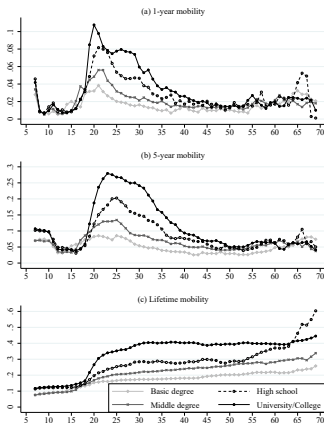 (a) 1-year mobility
.1
.08
.06
.04
.02
0
5 10 15 20 25 30 35 40 45 50 55 60 65 70
(b) 5-year mobility
.3
.25
.2
.15
.1
.05
0
5 10 15 20 25 30 35 40 45 50 55 60 65 70
(c) Lifetime mobility
.6
.5
.4
.3
.2
.1
0
Basic degree High school
Middle degree University/College
5 10 15 20 25 30 35 40 45 50 55 60 65 70